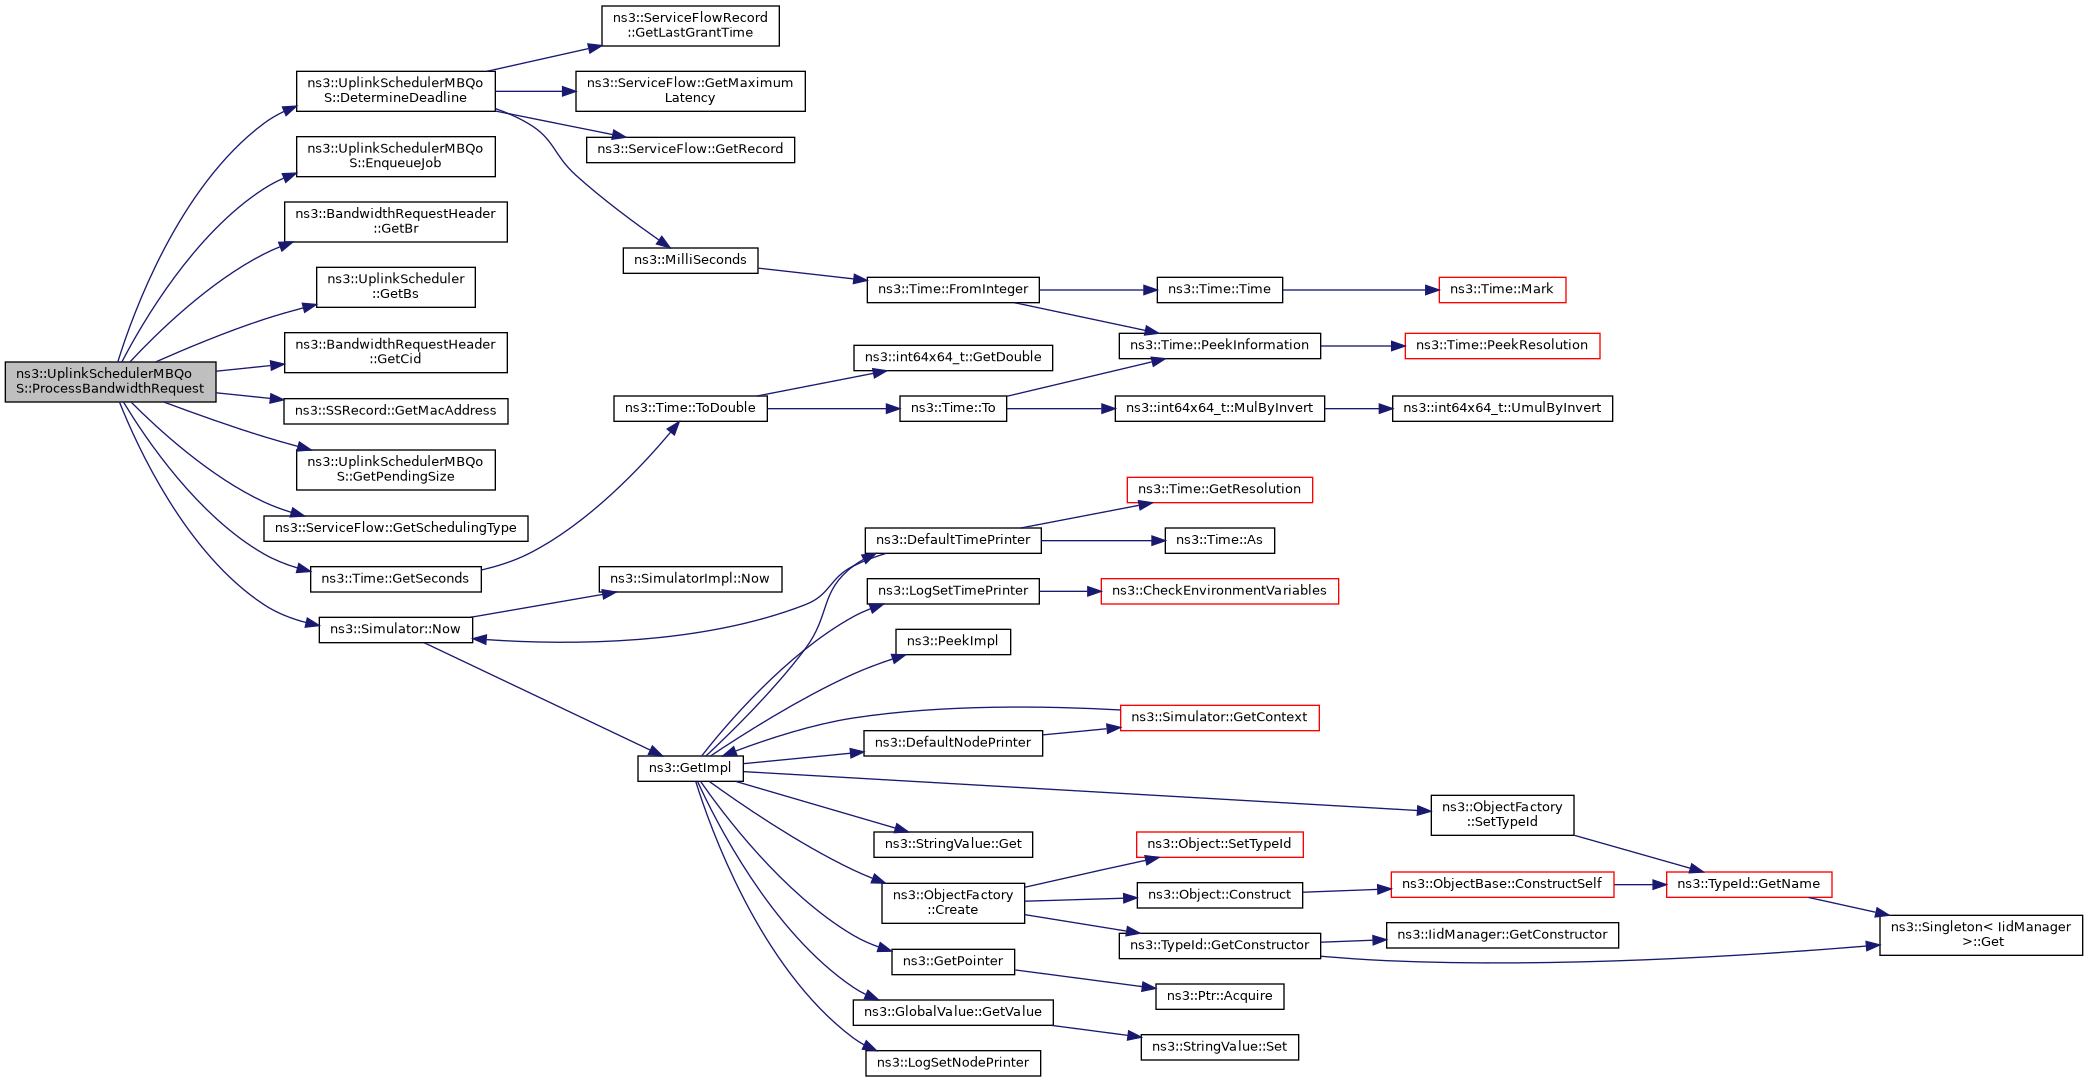 ns3::ServiceFlowRecord
::GetLastGrantTime
ns3::UplinkSchedulerMBQo
S::DetermineDeadline
ns3::ServiceFlow::GetMaximum
Latency
ns3::ServiceFlow::GetRecord
ns3::UplinkSchedulerMBQo
S::EnqueueJob
ns3::BandwidthRequestHeader
::GetBr
ns3::MilliSeconds
ns3::UplinkScheduler
::GetBs
ns3::Time::FromInteger
ns3::Time::Time
ns3::Time::Mark
ns3::BandwidthRequestHeader
::GetCid
ns3::Time::PeekInformation
ns3::Time::PeekResolution
ns3::int64x64_t::GetDouble
ns3::UplinkSchedulerMBQo
S::ProcessBandwidthRequest
ns3::SSRecord::GetMacAddress
ns3::Time::ToDouble
ns3::Time::To
ns3::int64x64_t::MulByInvert
ns3::int64x64_t::UmulByInvert
ns3::UplinkSchedulerMBQo
S::GetPendingSize
ns3::Time::GetResolution
ns3::ServiceFlow::GetSchedulingType
ns3::DefaultTimePrinter
ns3::Time::As
ns3::Time::GetSeconds
ns3::SimulatorImpl::Now
ns3::LogSetTimePrinter
ns3::CheckEnvironmentVariables
ns3::Simulator::Now
ns3::PeekImpl
ns3::Simulator::GetContext
ns3::DefaultNodePrinter
ns3::GetImpl
ns3::ObjectFactory
::SetTypeId
ns3::StringValue::Get
ns3::Object::SetTypeId
ns3::ObjectFactory
::Create
ns3::Object::Construct
ns3::ObjectBase::ConstructSelf
ns3::TypeId::GetName
ns3::TypeId::GetConstructor
ns3::IidManager::GetConstructor
ns3::Singleton< IidManager
>::Get
ns3::GetPointer
ns3::Ptr::Acquire
ns3::GlobalValue::GetValue
ns3::StringValue::Set
ns3::LogSetNodePrinter